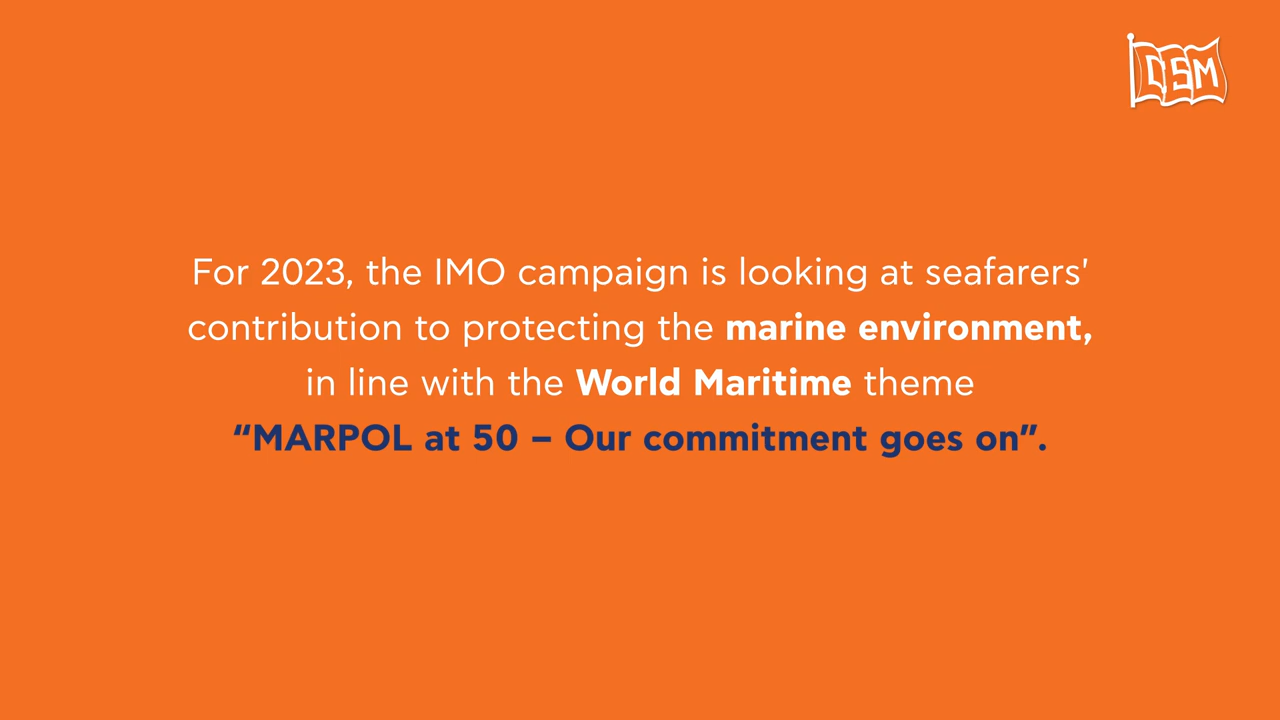 CSM
For 2023, the IMO campaign is looking at seafarers’
contribution to protecting the marine environment,
in line with the World Maritime theme
“MARPOL at 50 – Our commitment goes on”.